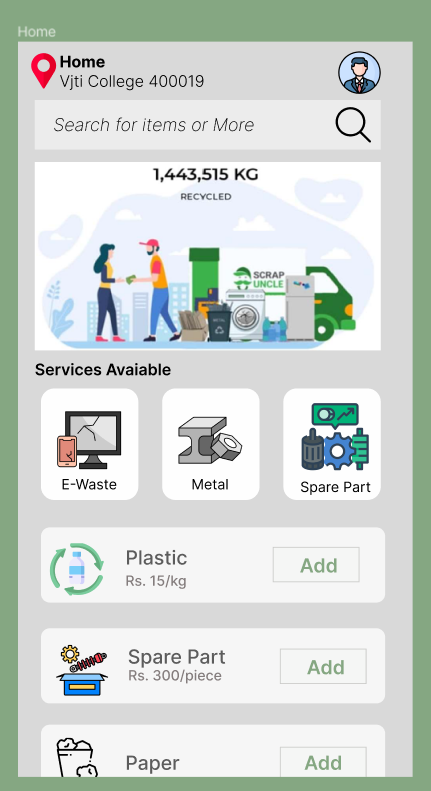 Home
Home
Vjti College 400019
Search for items or More
1,443,515 KG
RECYCLED
SCRAP
UNCLE
Services Avaiable
E-Waste
Metal
Spare Part
Plastic
Rs. 15/kg
Add
Spare Part
Rs. 300/piece
Add
Paper
Add